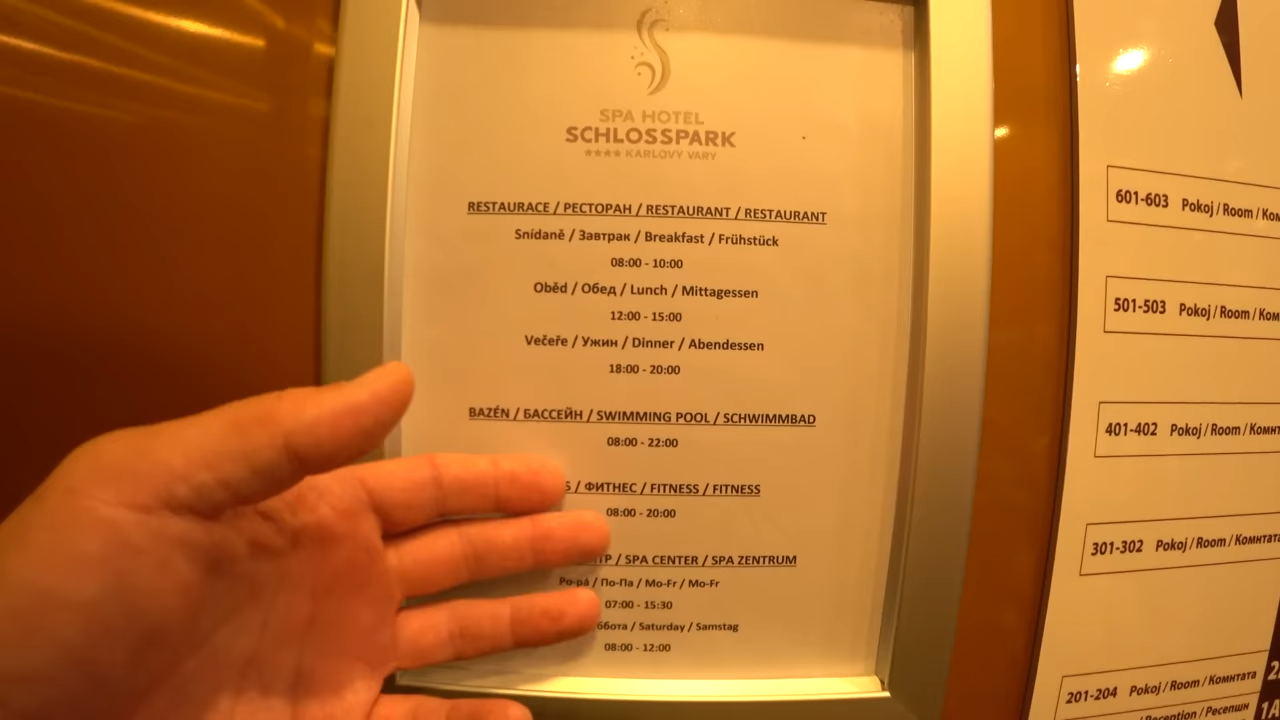 SPA HOTEL
SCHLOSSPARK
★★★★ KARLOVY VARY
RESTAURACE / РЕСТОРАН / RESTAURANT / RESTAURANT
Snídaně / Завтрак / Breakfast / Frühstück
08:00 - 10:00
Oběd / Обед / Lunch / Mittagessen
12:00 - 15:00
Večeře / Ужин / Dinner / Abendessen
18:00 - 20:00
BAZÉN / БАССЕЙН / SWIMMING POOL / SCHWIMMBAD
08:00 - 22:00
/ ФИТНЕС / FITNESS / FITNESS
08:00 - 20:00
/ SPA CENTER / SPA ZENTRUM
Po-pá / По-Па / Mo-Fr / Mo-Fr
07:00 - 15:30
/ Saturday / Samstag
08:00 - 12:00
601-603 Pokoj / Room /
501-503 Pokoj / Room /
401-402 Pokoj / Room /
301-302 Pokoj / Room / Комнтата
201-204 Pokoj / Room / Комнтата
/ Reception / Ресепшн